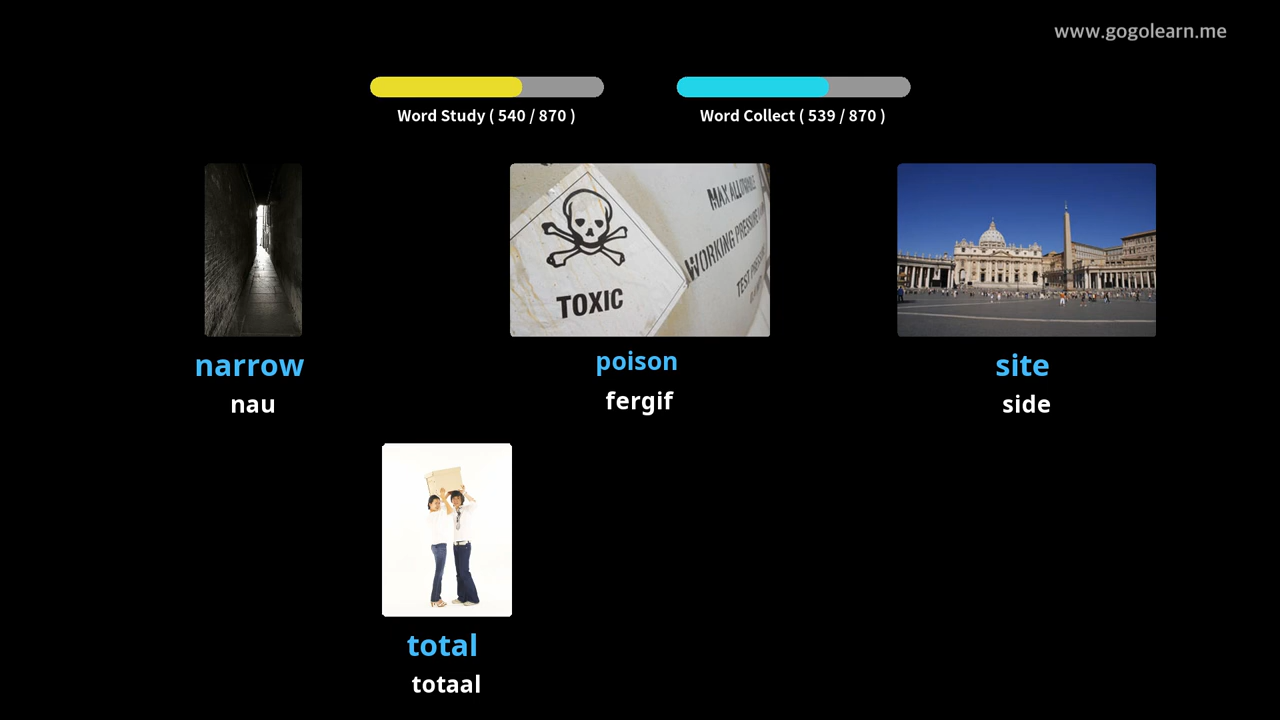 www.gogolearn.me
Word Study ( 540 / 870 )
Word Collect ( 539 / 870 )
TOXIC
MAX
WORKING PRESSURE
TEST
narrow
nau
poison
fergif
site
side
total
totaal